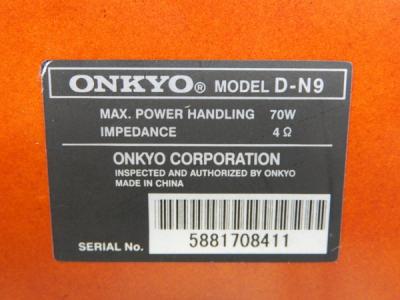 ONKYO® MODEL D-N9
MAX. POWER HANDLING 70W
IMPEDANCE 4 Ω
ONKYO CORPORATION
INSPECTED AND AUTHORIZED BY ONKYO
MADE IN CHINA
SERIAL No. 5881708411